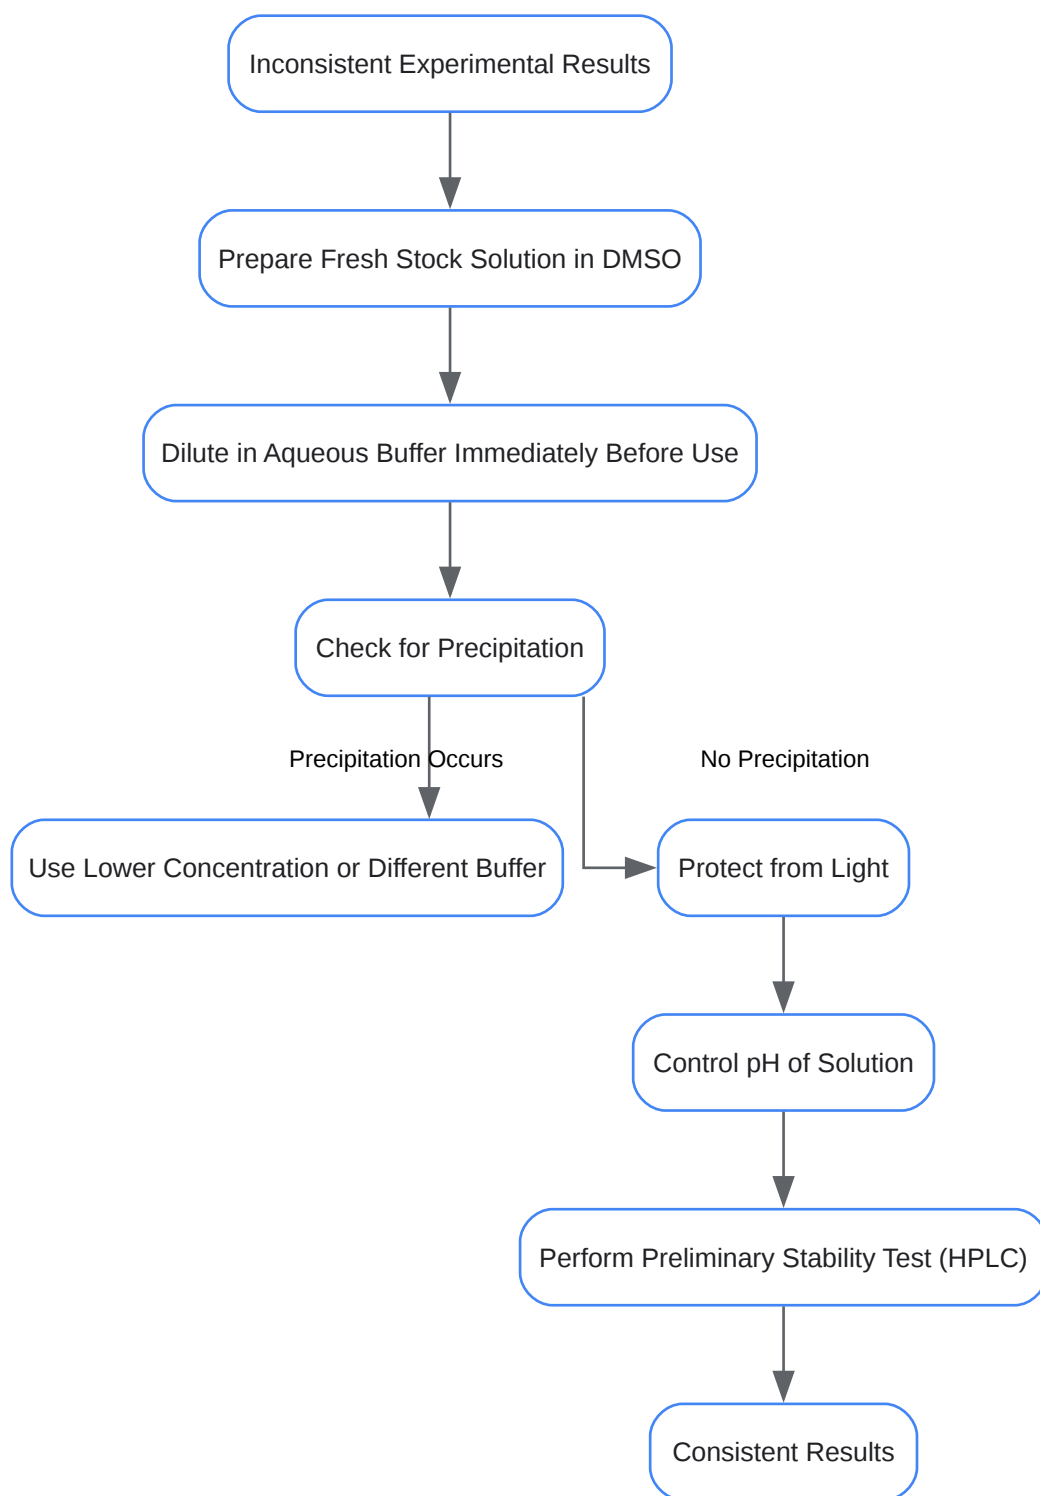 Inconsistent Experimental Results
Prepare Fresh Stock Solution in DMSO
Dilute in Aqueous Buffer Immediately Before Use
Check for Precipitation
Precipitation Occurs
No Precipitation
Use Lower Concentration or Different Buffer
Protect from Light
Control pH of Solution
Perform Preliminary Stability Test (HPLC)
Consistent Results